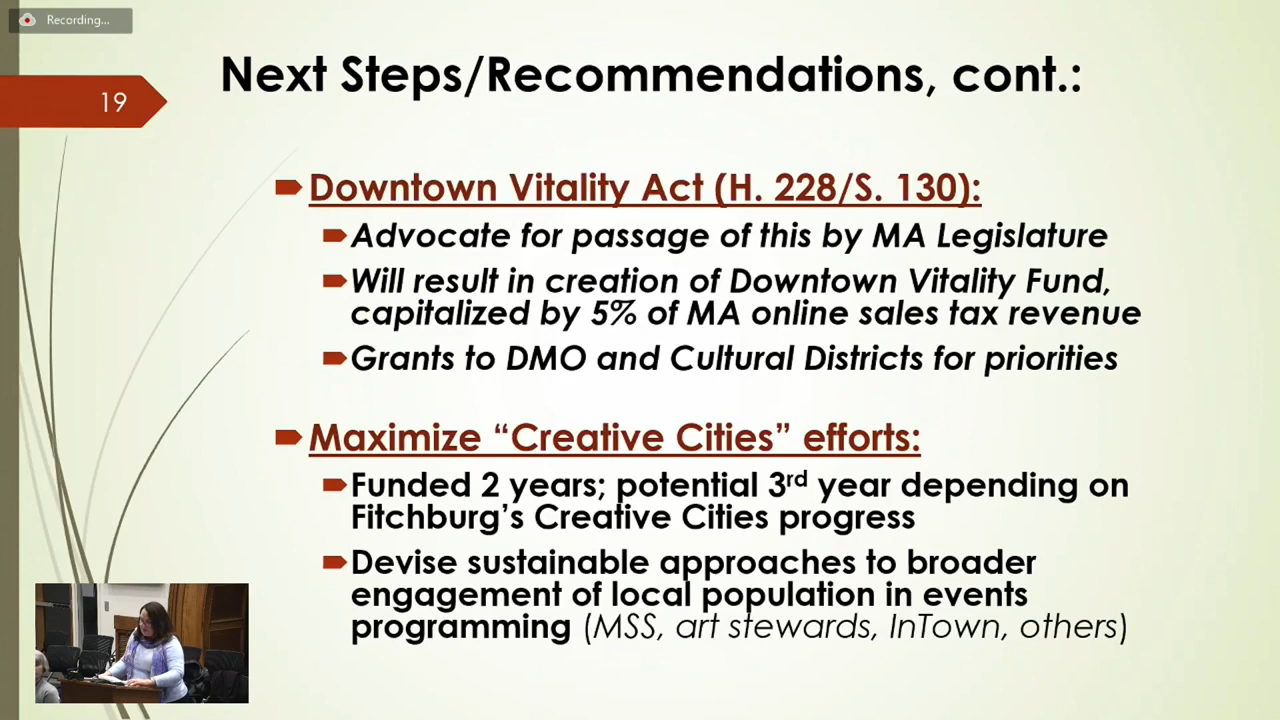 Recording...
Next Steps/Recommendations, cont.:
19
Downtown Vitality Act (H. 228/S. 130):
Advocate for passage of this by MA Legislature
Will result in creation of Downtown Vitality Fund,
capitalized by 5% of MA online sales tax revenue
Grants to DMO and Cultural Districts for priorities
Maximize “Creative Cities” efforts:
Funded 2 years; potential 3rd year depending on
Fitchburg’s Creative Cities progress
Devise sustainable approaches to broader
engagement of local population in events
programming (MSS, art stewards, InTown, others)